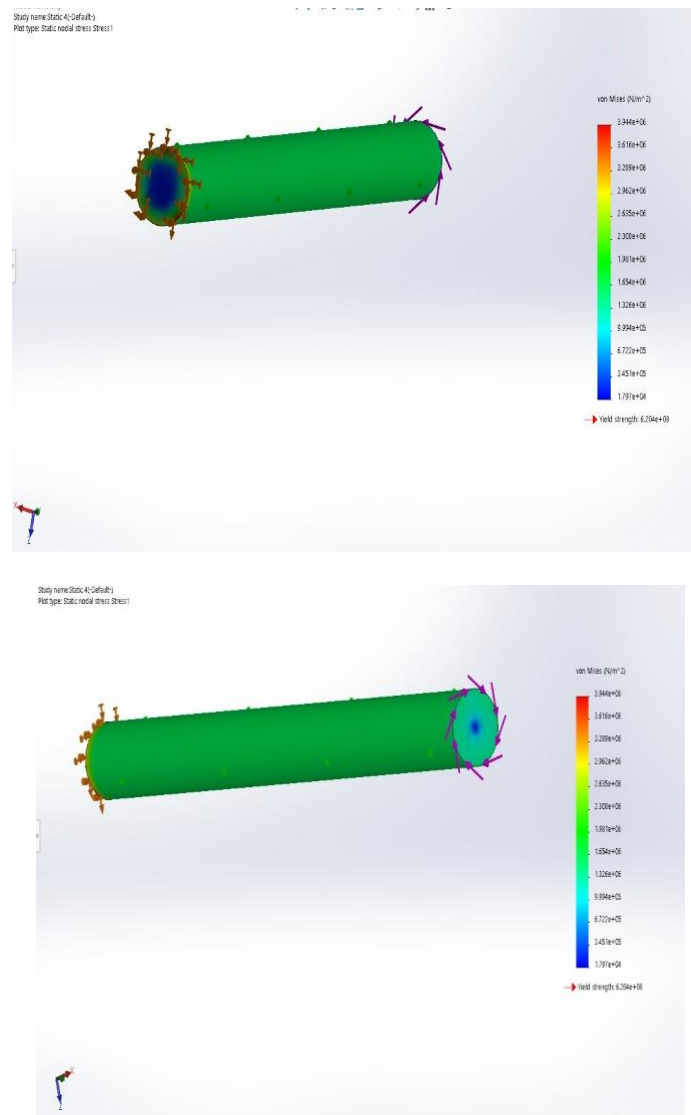 Study name:Static 4(-Default-)
Plot type: Static nodal stress Stress1
von Mises (N/m^2)
3.944e+06
3.616e+06
3.289e+06
2.962e+06
2.635e+06
2.308e+06
1.981e+06
1.654e+06
1.326e+06
9.994e+05
6.722e+05
3.451e+05
1.797e+04
Yield strength: 6.204e+08
X
Z
Study name:Static 4(-Default-)
Plot type: Static nodal stress Stress1
von Mises (N/m^2)
3.944e+06
3.616e+06
3.289e+06
2.962e+06
2.635e+06
2.308e+06
1.981e+06
1.654e+06
1.326e+06
9.994e+05
6.722e+05
3.451e+05
1.797e+04
Yield strength: 6.204e+08
X
Z